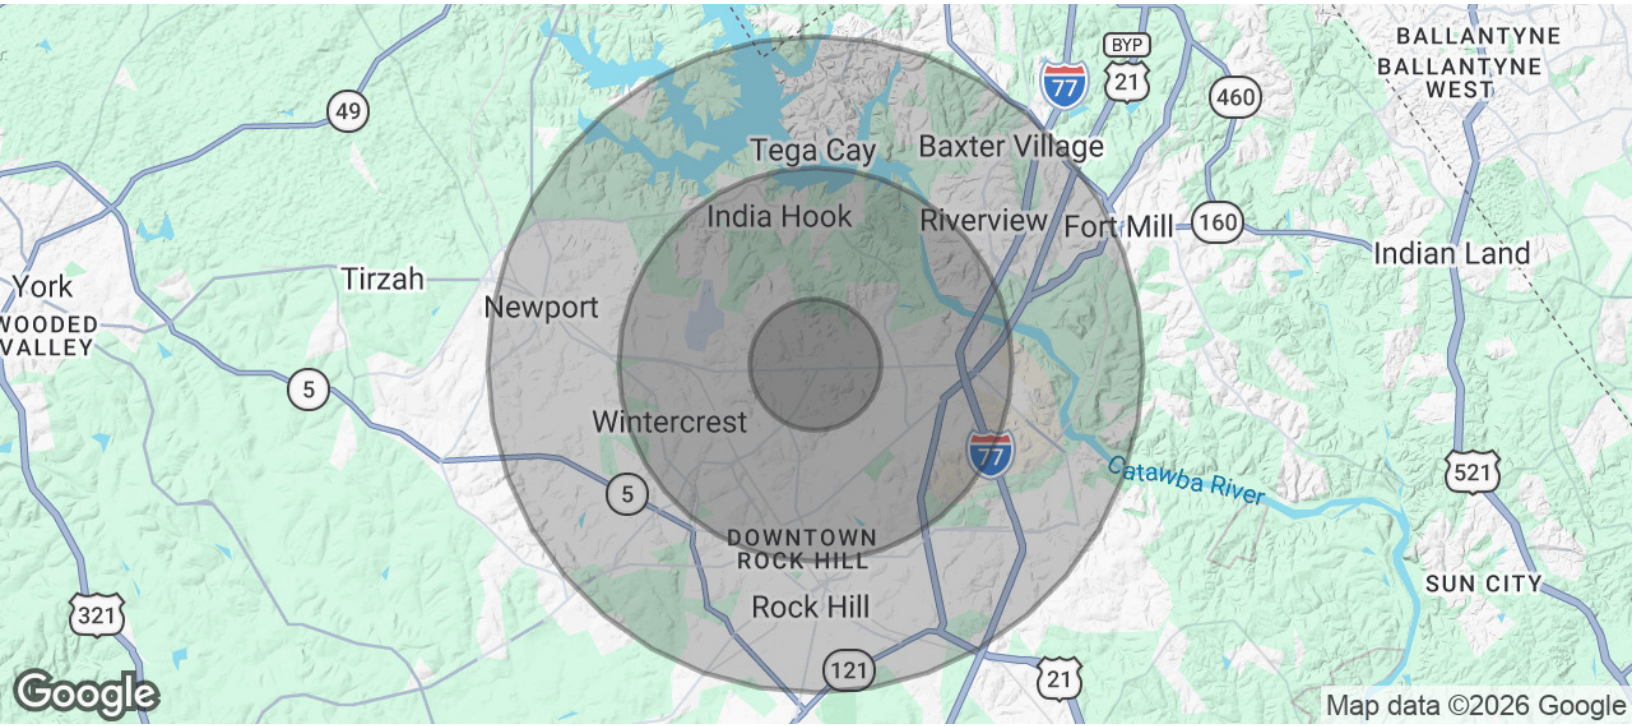 BALLANTYNE
BALLANTYNE
WEST
BYP
21
77
460
49
Tega Cay
Baxter Village
India Hook
Riverview
Fort Mill
160
Indian Land
York
Tirzah
Newport
WOODED
VALLEY
5
Wintercrest
77
5
Catawba River
521
DOWNTOWN
ROCK HILL
SUN CITY
Rock Hill
321
121
21
Google
Map data ©2026 Google